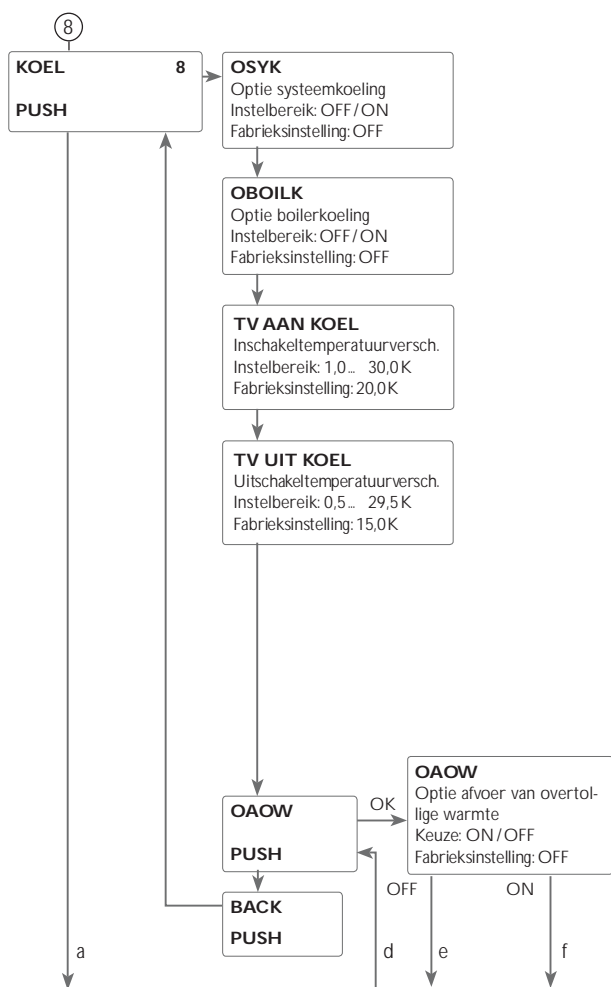 8
KOEL 8
PUSH
OSYK
Optie systeemkoeling
Instelbereik: OFF/ON
Fabrieksinstelling: OFF
OBOILK
Optie boilerkoeling
Instelbereik: OFF/ON
Fabrieksinstelling: OFF
TV AAN KOEL
Inschakeltemperatuurversch.
Instelbereik: 1,0... 30,0 K
Fabrieksinstelling: 20,0 K
TV UIT KOEL
Uitschakeltemperatuurversch.
Instelbereik: 0,5... 29,5 K
Fabrieksinstelling: 15,0 K
OAOW
PUSH
OK
OAOW
Optie afvoer van overtol-
lige warmte
Keuze: ON/OFF
Fabrieksinstelling: OFF
OFF ON
BACK
PUSH
a d e f